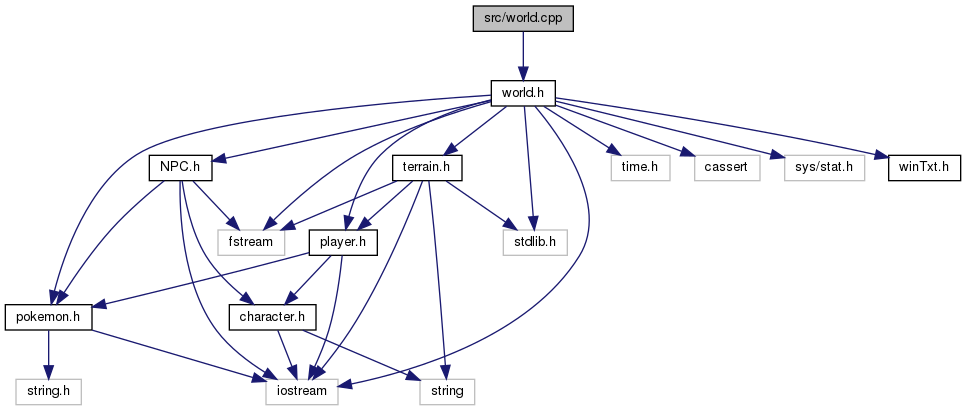 src/world.cpp
world.h
NPC.h
terrain.h
time.h
cassert
sys/stat.h
winTxt.h
fstream
player.h
stdlib.h
pokemon.h
character.h
string.h
iostream
string